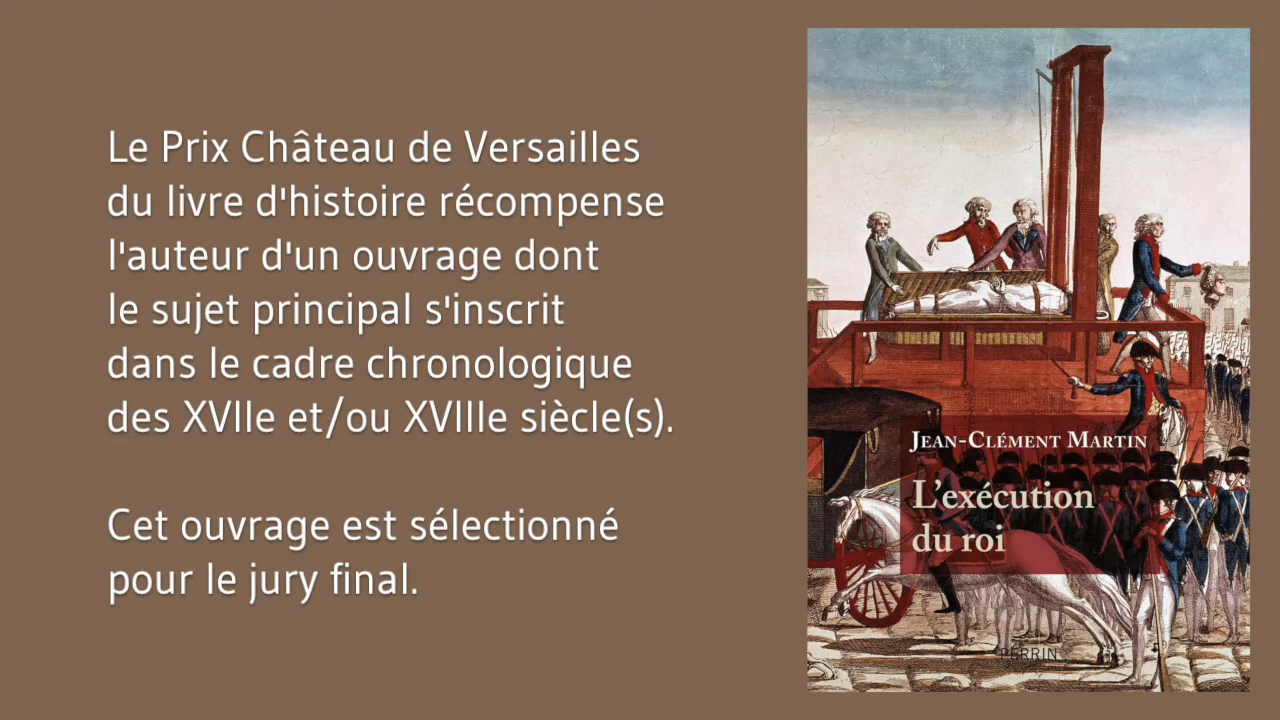 Le Prix Château de Versailles
du livre d'histoire récompense
l'auteur d'un ouvrage dont
le sujet principal s'inscrit
dans le cadre chronologique
des XVIIe et/ou XVIIIe siècle(s).
Cet ouvrage est sélectionné
pour le jury final.
Jean-Clément Martin
L'exécution
du roi
PERRIN